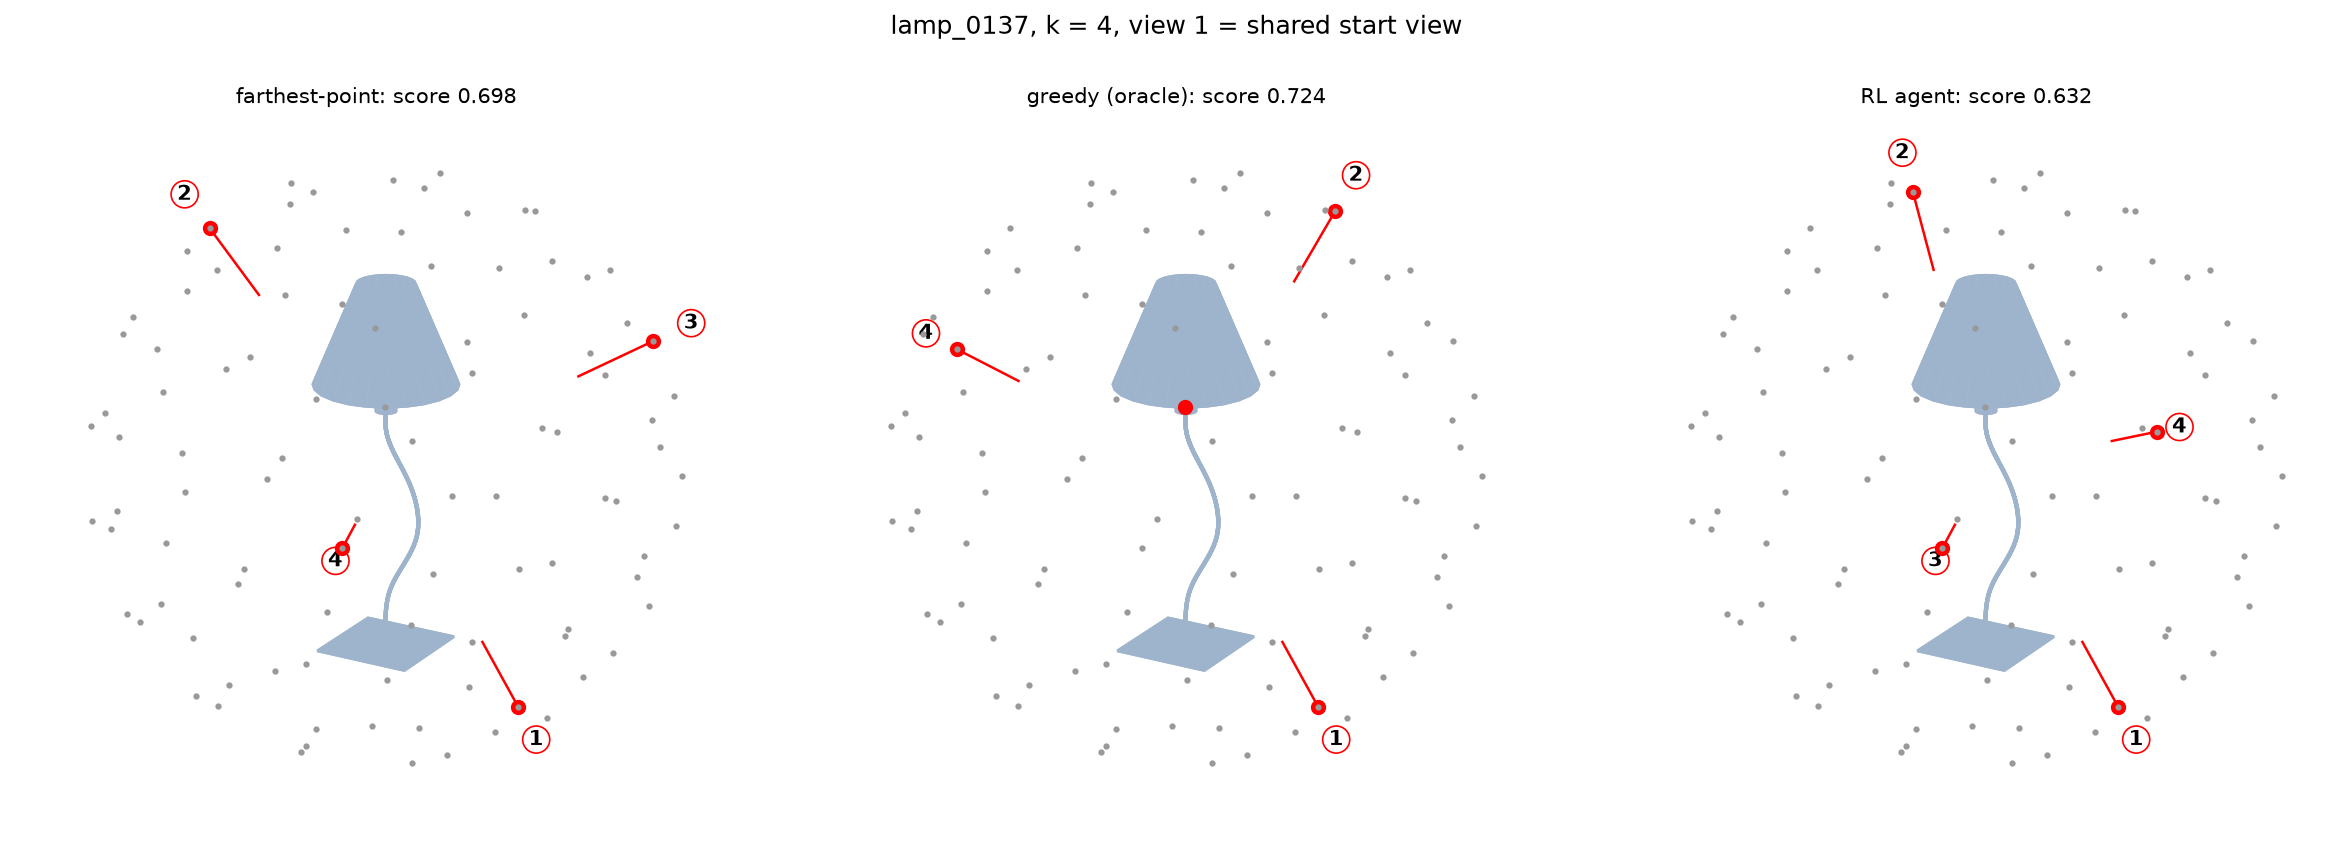 lamp_0137, k = 4, view 1 = shared start view
farthest-point: score 0.698
2
3
4
1
greedy (oracle): score 0.724
2
4
1
RL agent: score 0.632
2
4
3
1